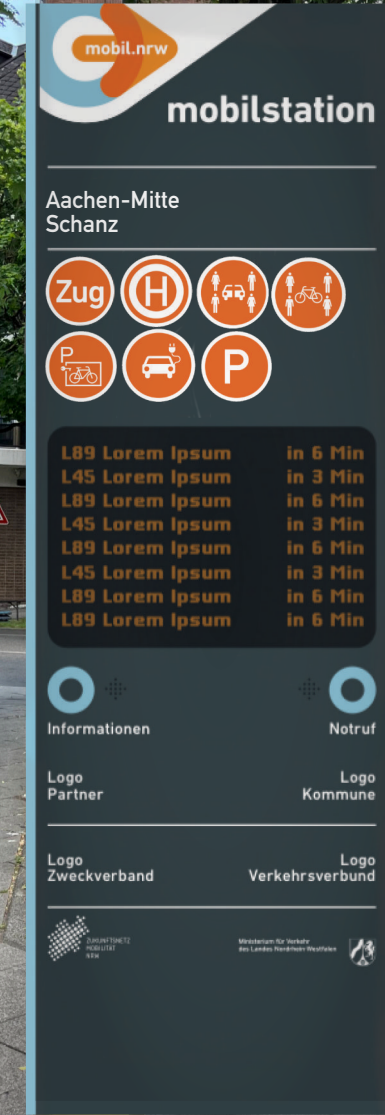 mobil.nrw
mobilstation
Aachen-Mitte
Schanz
Zug
H
P
P
L89 Lorem Ipsum in 6 Min
L45 Lorem Ipsum in 3 Min
L89 Lorem Ipsum in 6 Min
L45 Lorem Ipsum in 3 Min
L89 Lorem Ipsum in 6 Min
L45 Lorem Ipsum in 3 Min
L89 Lorem Ipsum in 6 Min
L89 Lorem Ipsum in 6 Min
Informationen Notruf
Logo Logo
Partner Kommune
Logo Logo
Zweckverband Verkehrsverbund
ZUKUNFTSNETZ
MOBILITÄT
NRW
Ministerium für Verkehr
des Landes Nordrhein-Westfalen